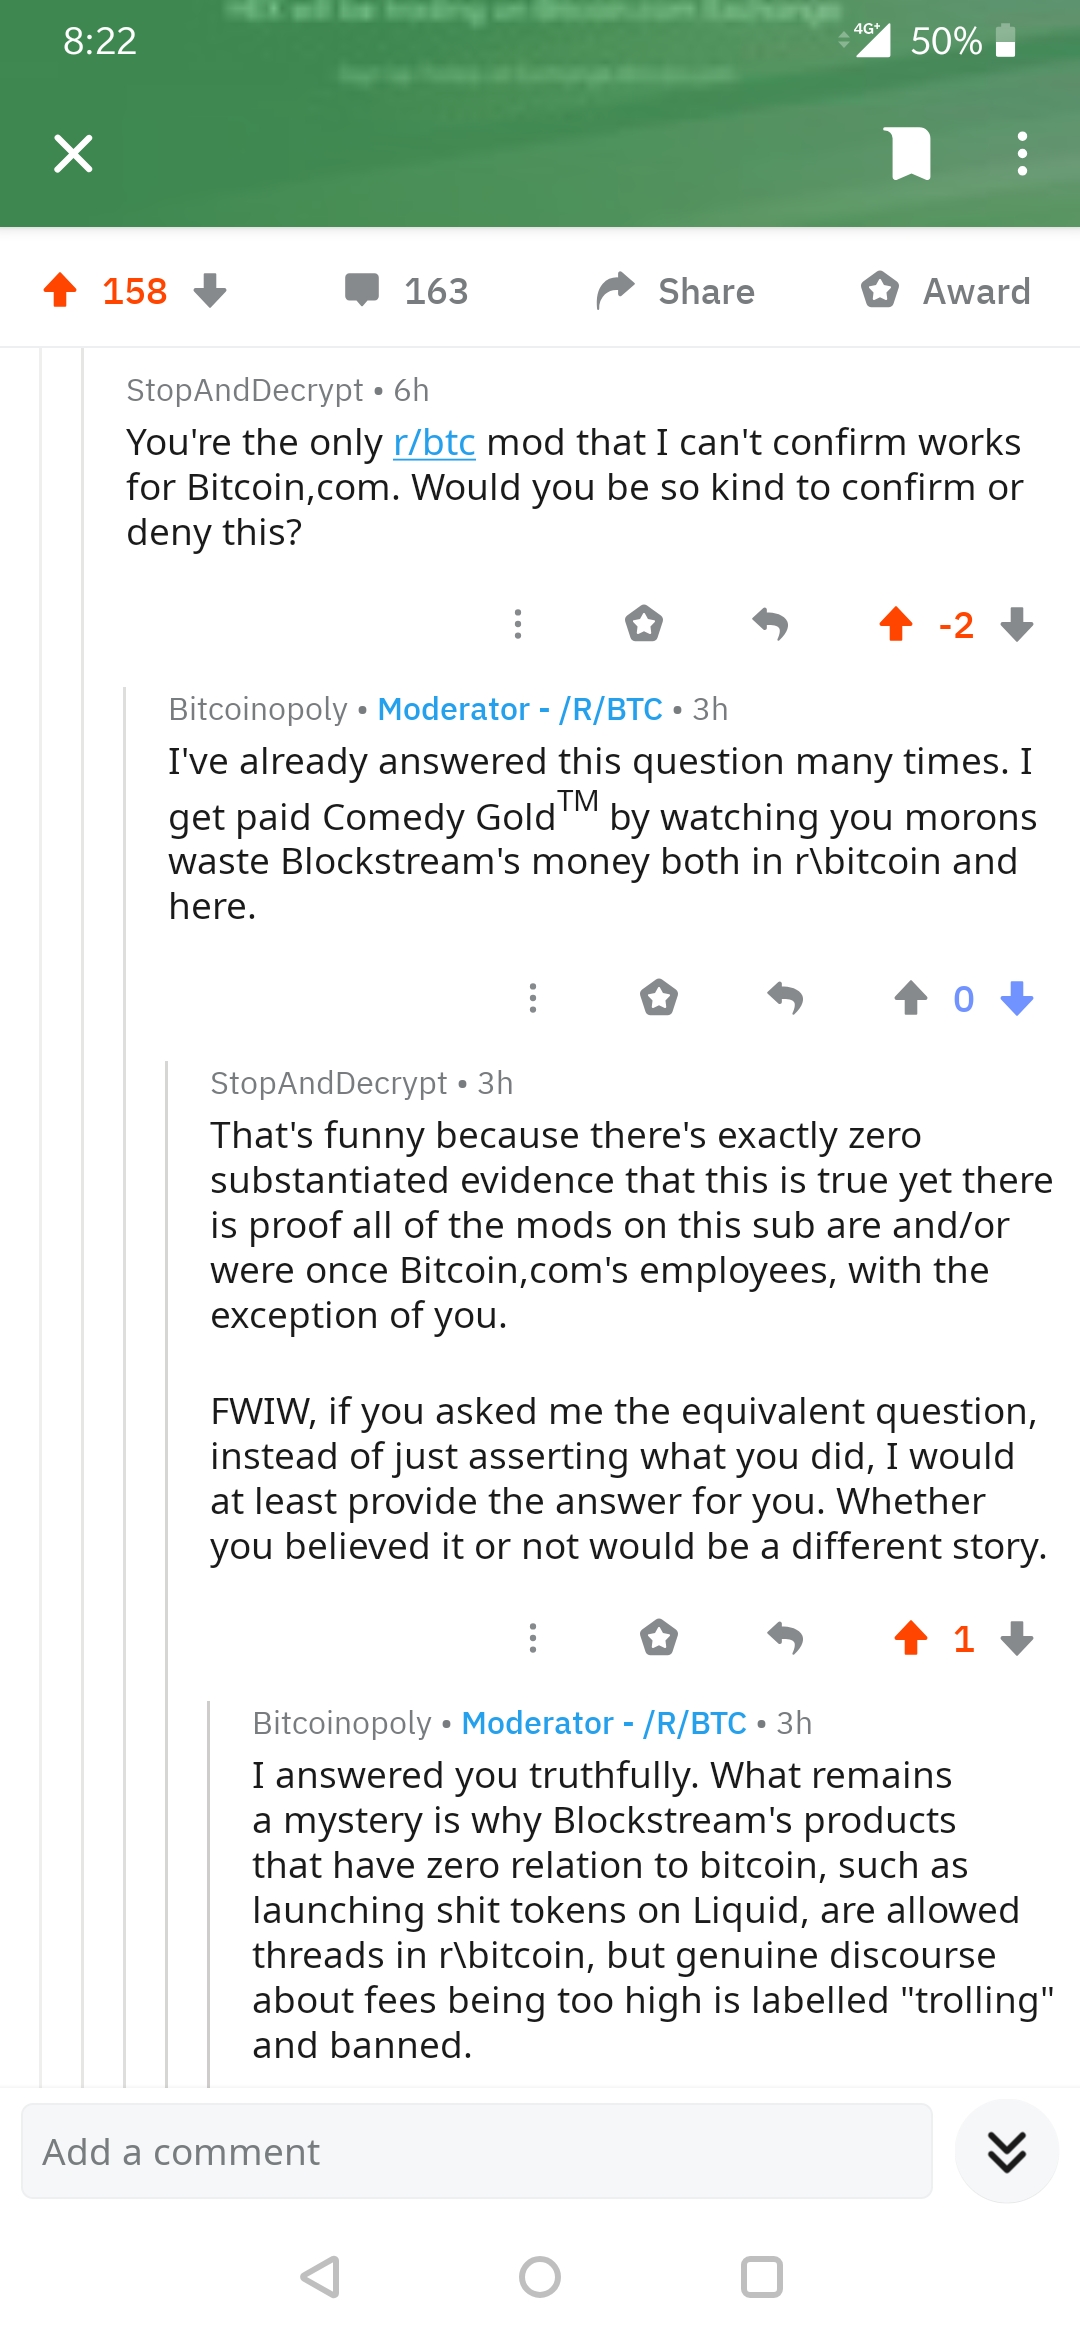 HEX will be trading on Bitcoin.com Exchange
8:22
4G+
50%
158
163
Share
Award
StopAndDecrypt • 6h
You're the only r/btc mod that I can't confirm works
for Bitcoin,com. Would you be so kind to confirm or
deny this?
-2
Bitcoinopoly • Moderator - /R/BTC • 3h
I've already answered this question many times. I
get paid Comedy Gold™ by watching you morons
waste Blockstream's money both in r\bitcoin and
here.
0
StopAndDecrypt • 3h
That's funny because there's exactly zero
substantiated evidence that this is true yet there
is proof all of the mods on this sub are and/or
were once Bitcoin,com's employees, with the
exception of you.
FWIW, if you asked me the equivalent question,
instead of just asserting what you did, I would
at least provide the answer for you. Whether
you believed it or not would be a different story.
1
Bitcoinopoly • Moderator - /R/BTC • 3h
I answered you truthfully. What remains
a mystery is why Blockstream's products
that have zero relation to bitcoin, such as
launching shit tokens on Liquid, are allowed
threads in r\bitcoin, but genuine discourse
about fees being too high is labelled "trolling"
and banned.
Add a comment